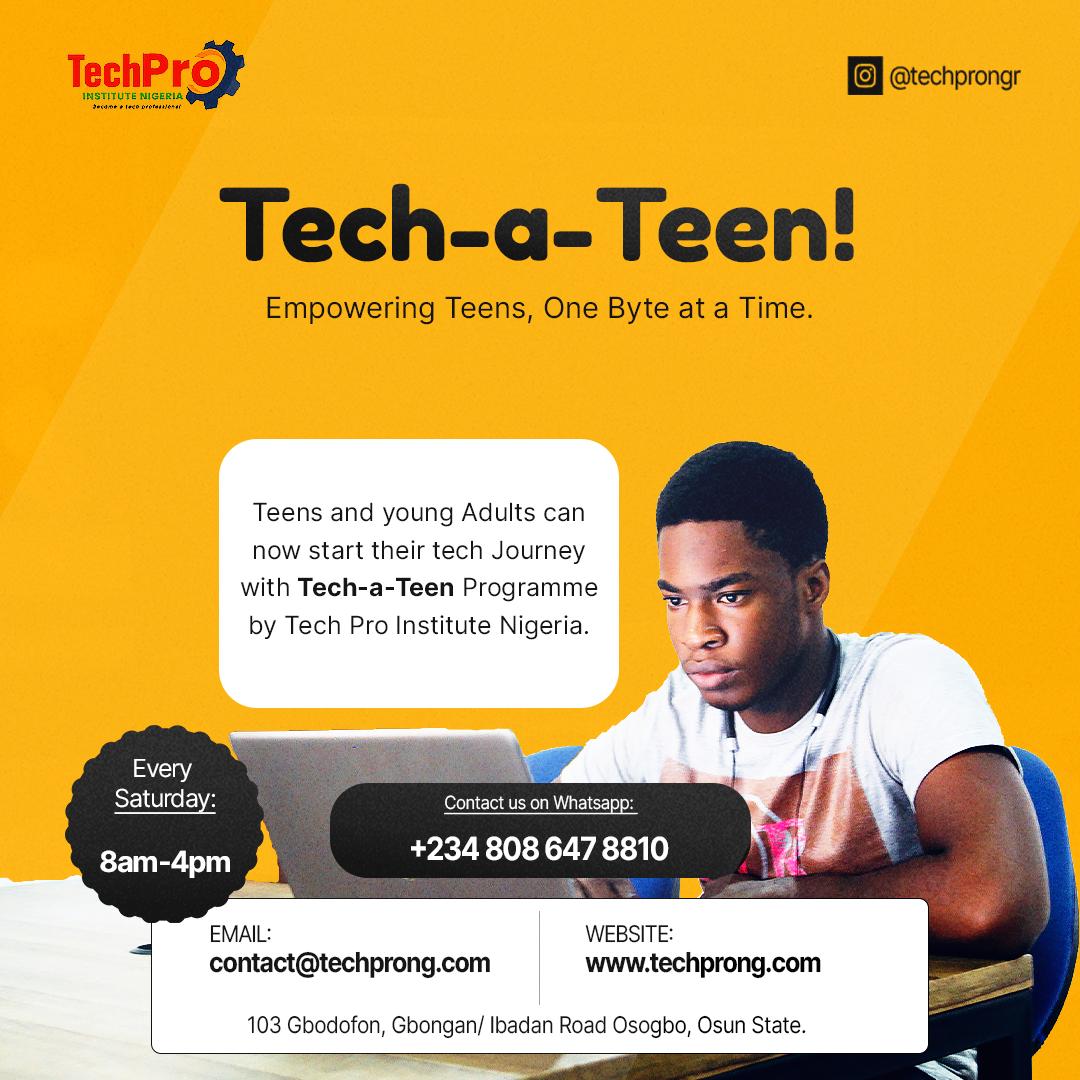 TechPro
INSTITUTE NIGERIA
Become a tech professional
@techprongr
Tech-a-Teen!
Empowering Teens, One Byte at a Time.
Teens and young Adults can
now start their tech Journey
with Tech-a-Teen Programme
by Tech Pro Institute Nigeria.
Every
Saturday:
8am-4pm
Contact us on Whatsapp:
+234 808 647 8810
EMAIL:
contact@techprong.com
WEBSITE:
www.techprong.com
103 Gbodofon, Gbongan/ Ibadan Road Osogbo, Osun State.